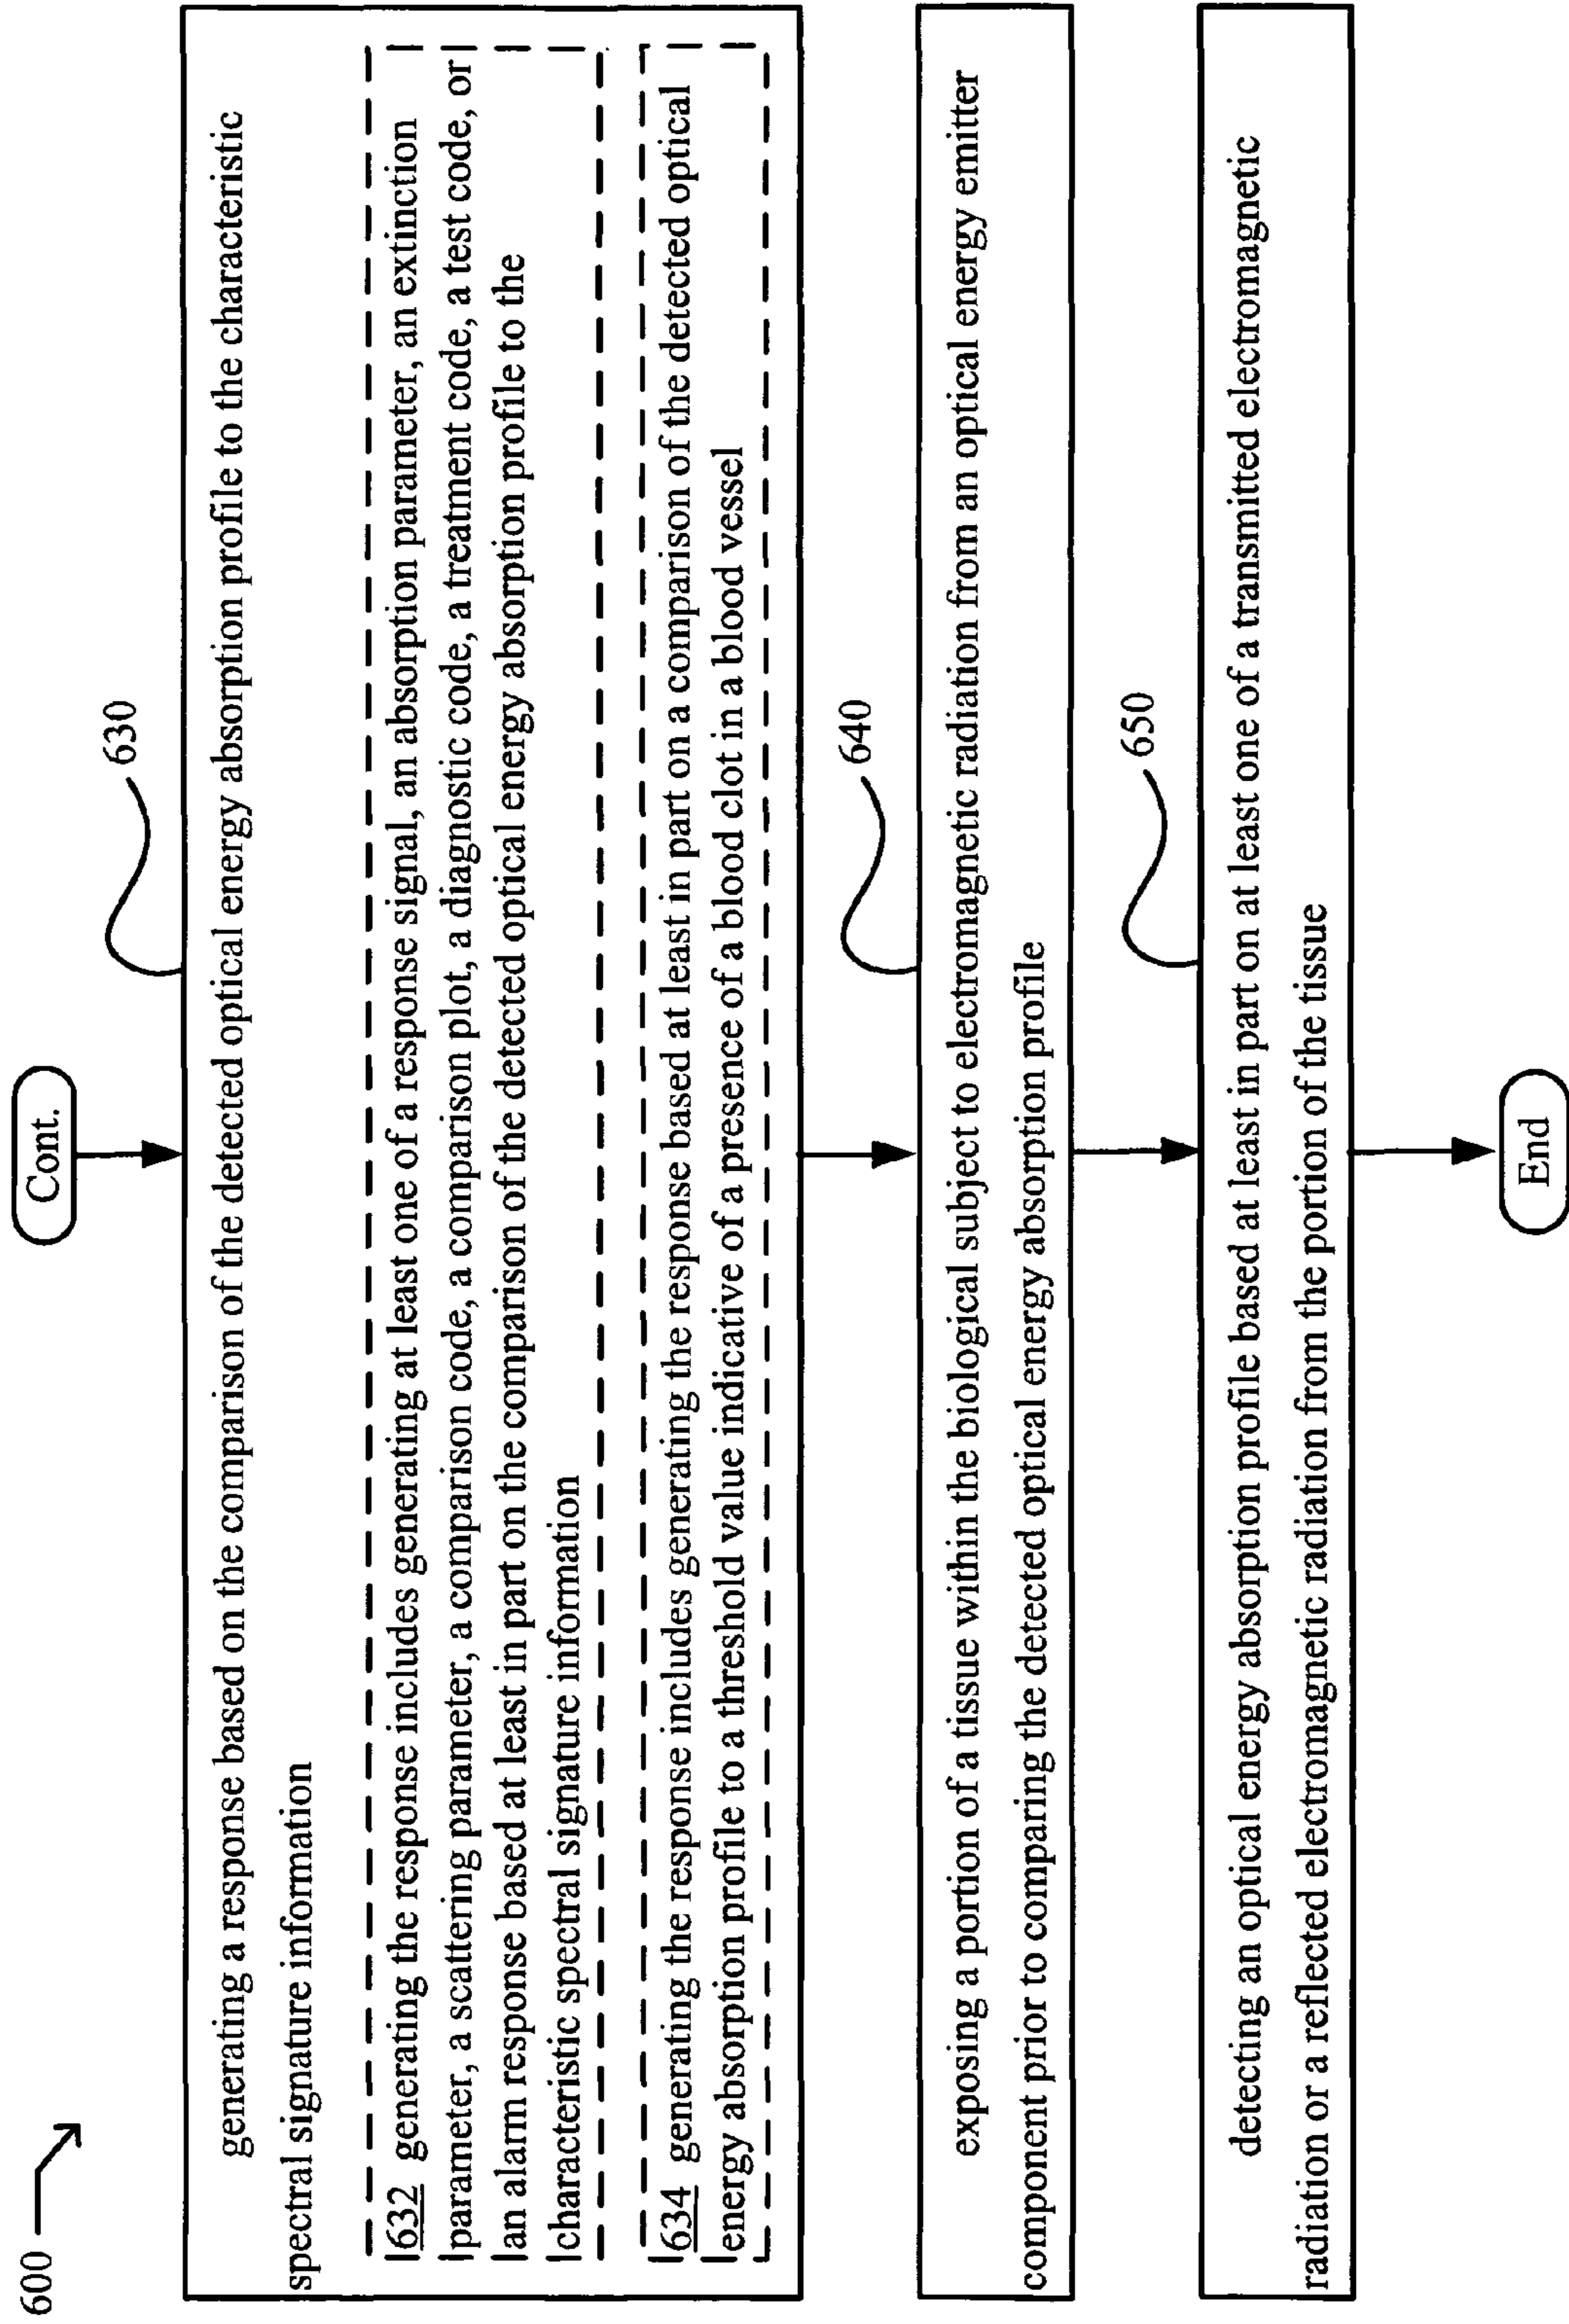 600
Cont.
630
generating a response based on the comparison of the detected optical energy absorption profile to the characteristic
spectral signature information
632 generating the response includes generating at least one of a response signal, an absorption parameter, an extinction
parameter, a scattering parameter, a comparison code, a comparison plot, a diagnostic code, a treatment code, a test code, or
an alarm response based at least in part on the comparison of the detected optical energy absorption profile to the
characteristic spectral signature information
634 generating the response includes generating the response based at least in part on a comparison of the detected optical
energy absorption profile to a threshold value indicative of a presence of a blood clot in a blood vessel
640
exposing a portion of a tissue within the biological subject to electromagnetic radiation from an optical energy emitter
component prior to comparing the detected optical energy absorption profile
650
detecting an optical energy absorption profile based at least in part on at least one of a transmitted electromagnetic
radiation or a reflected electromagnetic radiation from the portion of the tissue
End